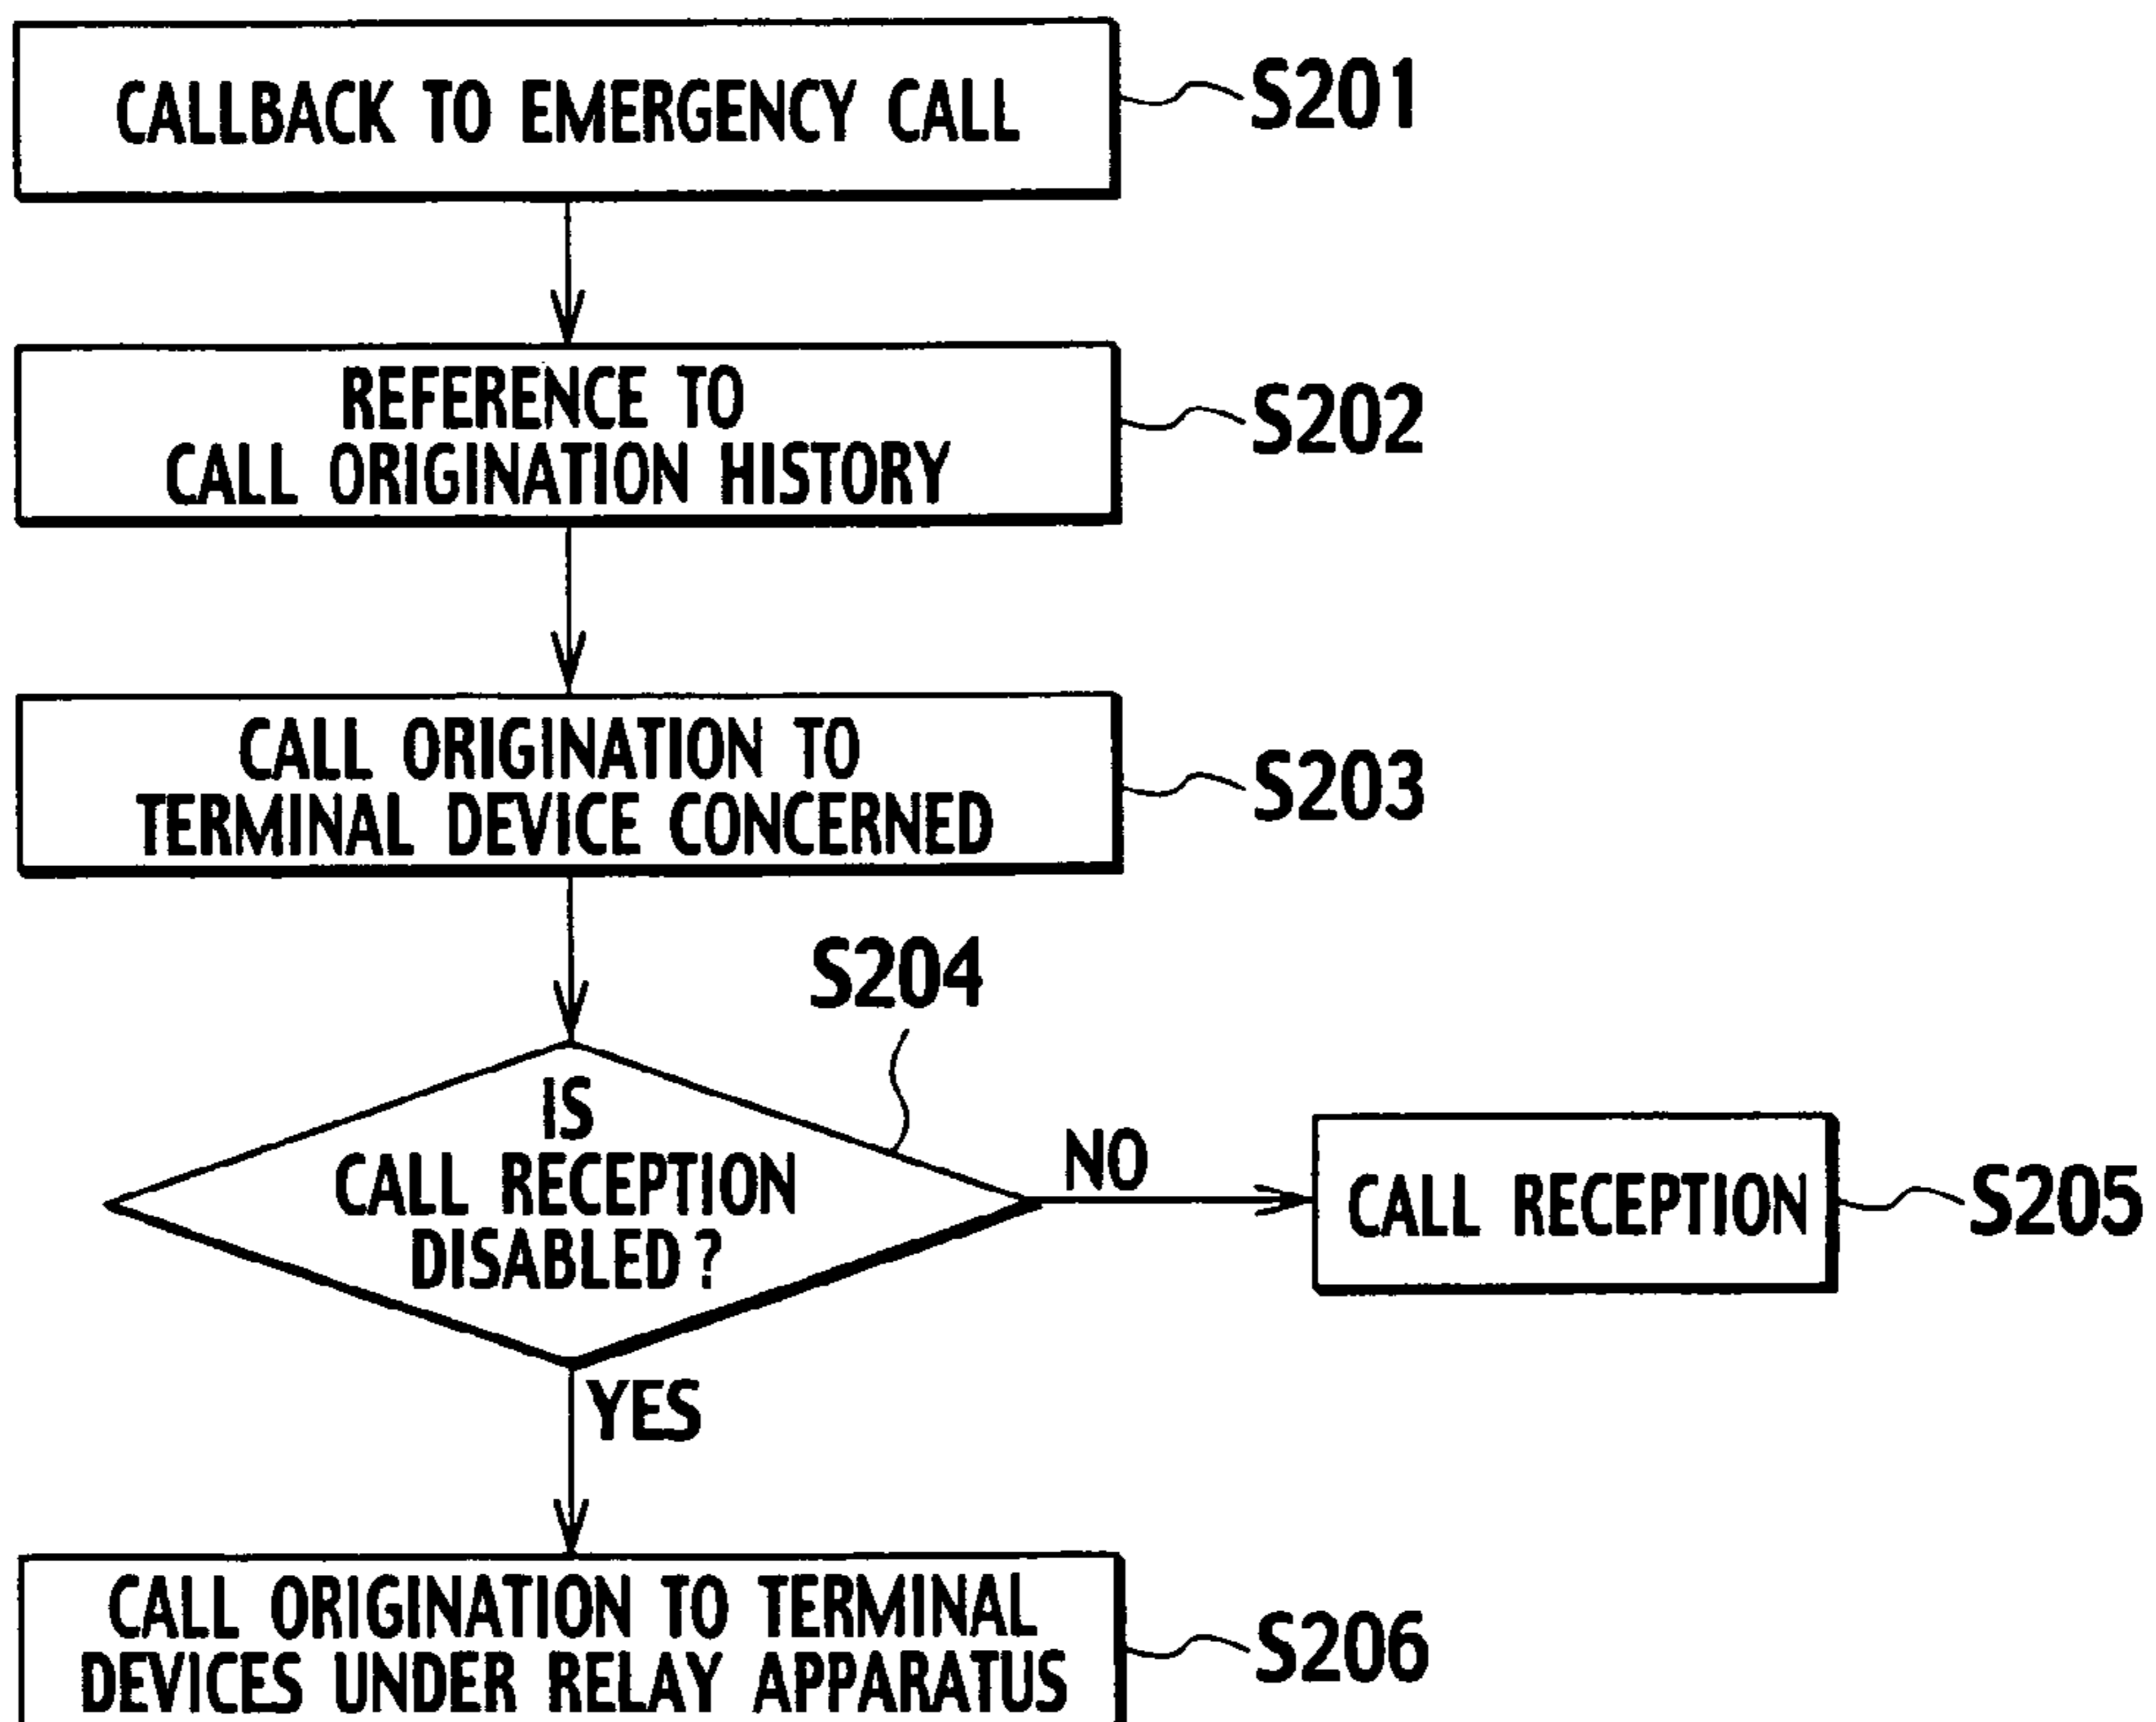 CALLBACK TO EMERGENCY CALL
S201
REFERENCE TO
CALL ORIGINATION HISTORY
S202
CALL ORIGINATION TO
TERMINAL DEVICE CONCERNED
S203
S204
IS
CALL RECEPTION
DISABLED?
NO
CALL RECEPTION
S205
YES
CALL ORIGINATION TO TERMINAL
DEVICES UNDER RELAY APPARATUS
S206